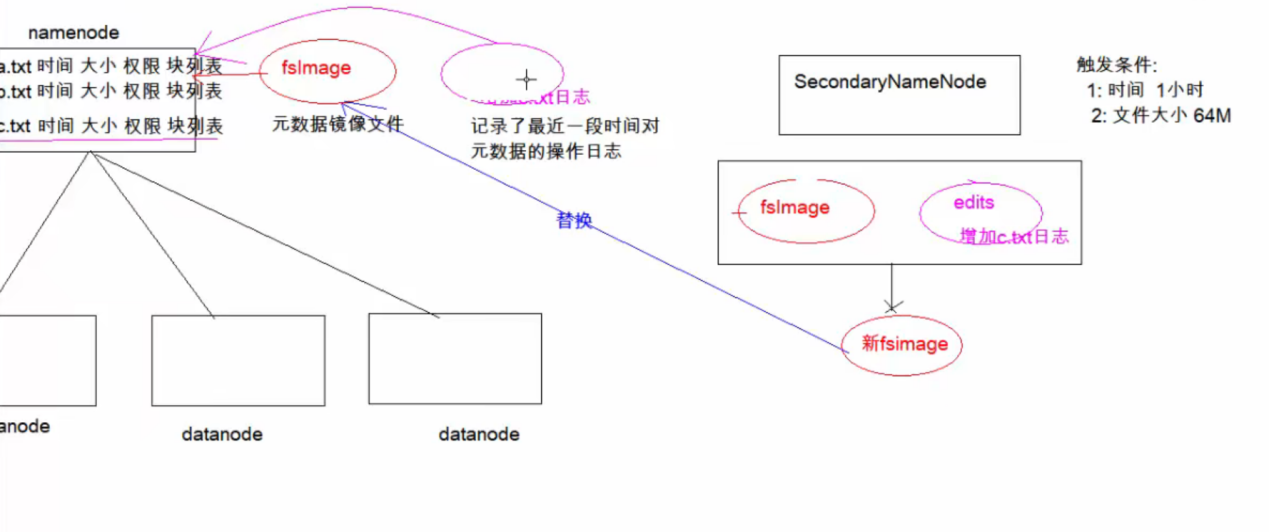 namenode
a.txt 时间 大小 权限 块列表
b.txt 时间 大小 权限 块列表
c.txt 时间 大小 权限 块列表
fsImage
元数据镜像文件
txt日志
记录了最近一段时间对
元数据的操作日志
SecondaryNameNode
触发条件:
1: 时间 1小时
2: 文件大小 64M
fsImage
edits
增加c.txt日志
替换
新fsimage
anode
datanode
datanode